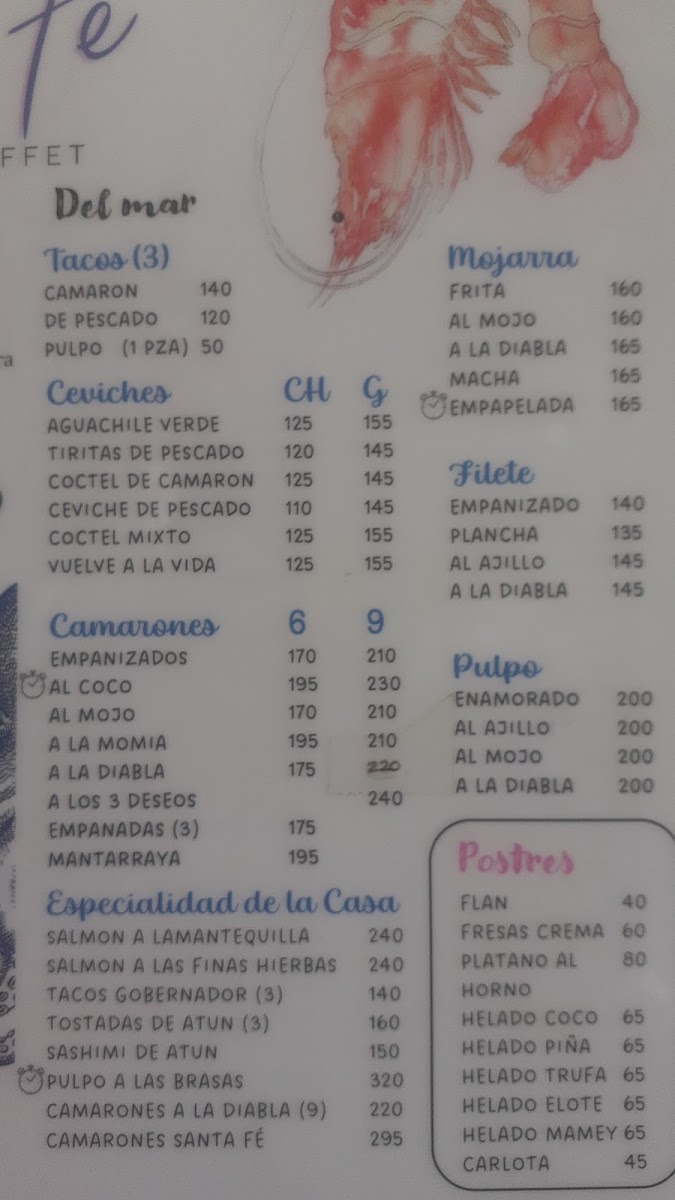 te
FFET
Del mar
Tacos (3)
CAMARON 140
DE PESCADO 120
PULPO (1 PZA) 50
Ceviches CH G
AGUACHILE VERDE 125 155
TIRITAS DE PESCADO 120 145
COCTEL DE CAMARON 125 145
CEVICHE DE PESCADO 110 145
COCTEL MIXTO 125 155
VUELVE A LA VIDA 125 155
Camarones 6 9
EMPANIZADOS 170 210
AL COCO 195 230
AL MOJO 170 210
A LA MOMIA 195 210
A LA DIABLA 175 220
A LOS 3 DESEOS 240
EMPANADAS (3) 175
MANTARRAYA 195
Especialidad de la Casa
SALMON A LAMANTEQUILLA 240
SALMON A LAS FINAS HIERBAS 240
TACOS GOBERNADOR (3) 140
TOSTADAS DE ATUN (3) 160
SASHIMI DE ATUN 150
PULPO A LAS BRASAS 320
CAMARONES A LA DIABLA (9) 220
CAMARONES SANTA FÉ 295
Mojarra
FRITA 160
AL MOJO 160
A LA DIABLA 165
MACHA 165
EMPAPELADA 165
Filete
EMPANIZADO 140
PLANCHA 135
AL AJILLO 145
A LA DIABLA 145
Pulpo
ENAMORADO 200
AL AJILLO 200
AL MOJO 200
A LA DIABLA 200
Postres
FLAN 40
FRESAS CREMA 60
PLATANO AL 80
HORNO
HELADO COCO 65
HELADO PIÑA 65
HELADO TRUFA 65
HELADO ELOTE 65
HELADO MAMEY 65
CARLOTA 45